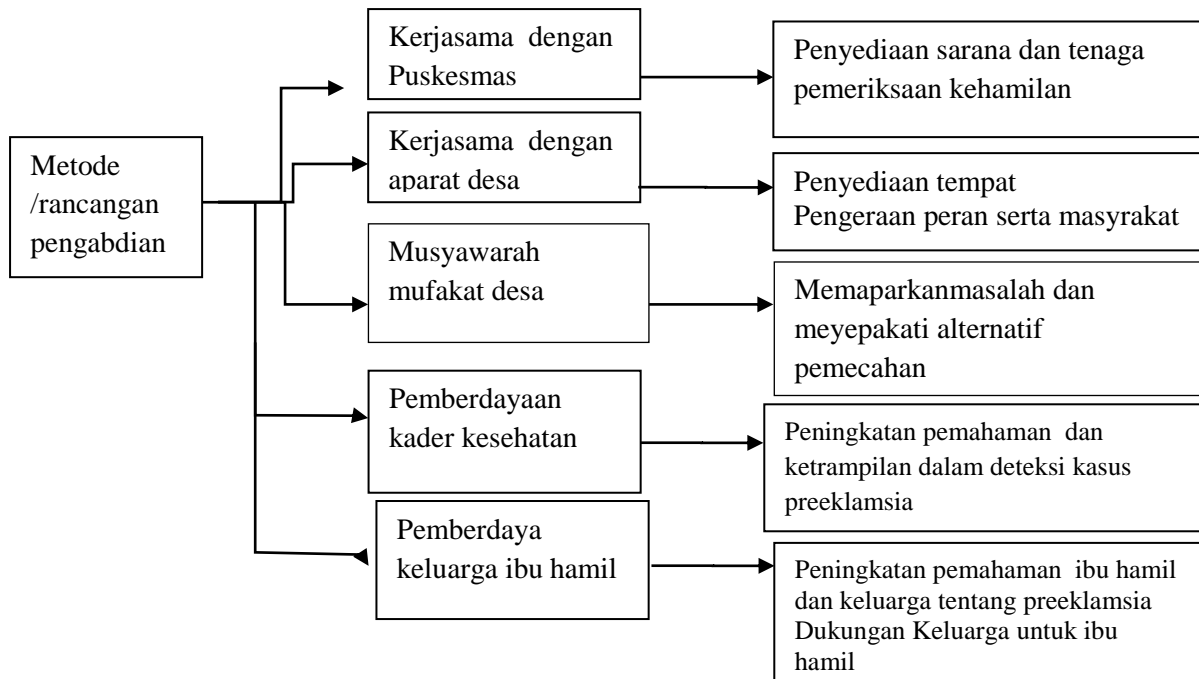 Metode
/rancangan
pengabdian
Kerjasama dengan
Puskesmas
Penyediaan sarana dan tenaga
pemeriksaan kehamilan
Kerjasama dengan
aparat desa
Penyediaan tempat
Pengeraan peran serta masyrakat
Musyawarah
mufakat desa
Memaparkanmasalah dan
meyepakati alternatif
pemecahan
Pemberdayaan
kader kesehatan
Peningkatan pemahaman dan
ketrampilan dalam deteksi kasus
preeklamsia
Pemberdaya
keluarga ibu hamil
Peningkatan pemahaman ibu hamil
dan keluarga tentang preeklamsia
Dukungan Keluarga untuk ibu
hamil